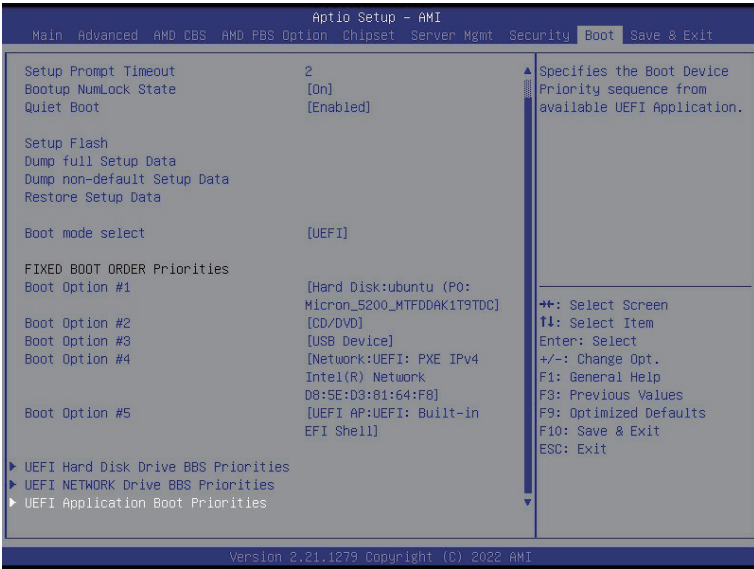 Aptio Setup – AMI
Main Advanced AMD CBS AMD PBS Option Chipset Server Mgmt Security Boot Save & Exit
Setup Prompt Timeout 2
Bootup NumLock State [On]
Quiet Boot [Enabled]
Setup Flash
Dump full Setup Data
Dump non-default Setup Data
Restore Setup Data
Boot mode select [UEFI]
FIXED BOOT ORDER Priorities
Boot Option #1 [Hard Disk:ubuntu (P0:
Micron_5200_MTFDDAK1T9TDC]
Boot Option #2 [CD/DVD]
Boot Option #3 [USB Device]
Boot Option #4 [Network:UEFI: PXE IPv4
Intel(R) Network
D8:5E:D3:81:64:F8]
Boot Option #5 [UEFI AP:UEFI: Built-in
EFI Shell]
UEFI Hard Disk Drive BBS Priorities
UEFI NETWORK Drive BBS Priorities
UEFI Application Boot Priorities
Specifies the Boot Device
Priority sequence from
available UEFI Application.
→←: Select Screen
↑↓: Select Item
Enter: Select
+/-: Change Opt.
F1: General Help
F3: Previous Values
F9: Optimized Defaults
F10: Save & Exit
ESC: Exit
Version 2.21.1279 Copyright (C) 2022 AMI